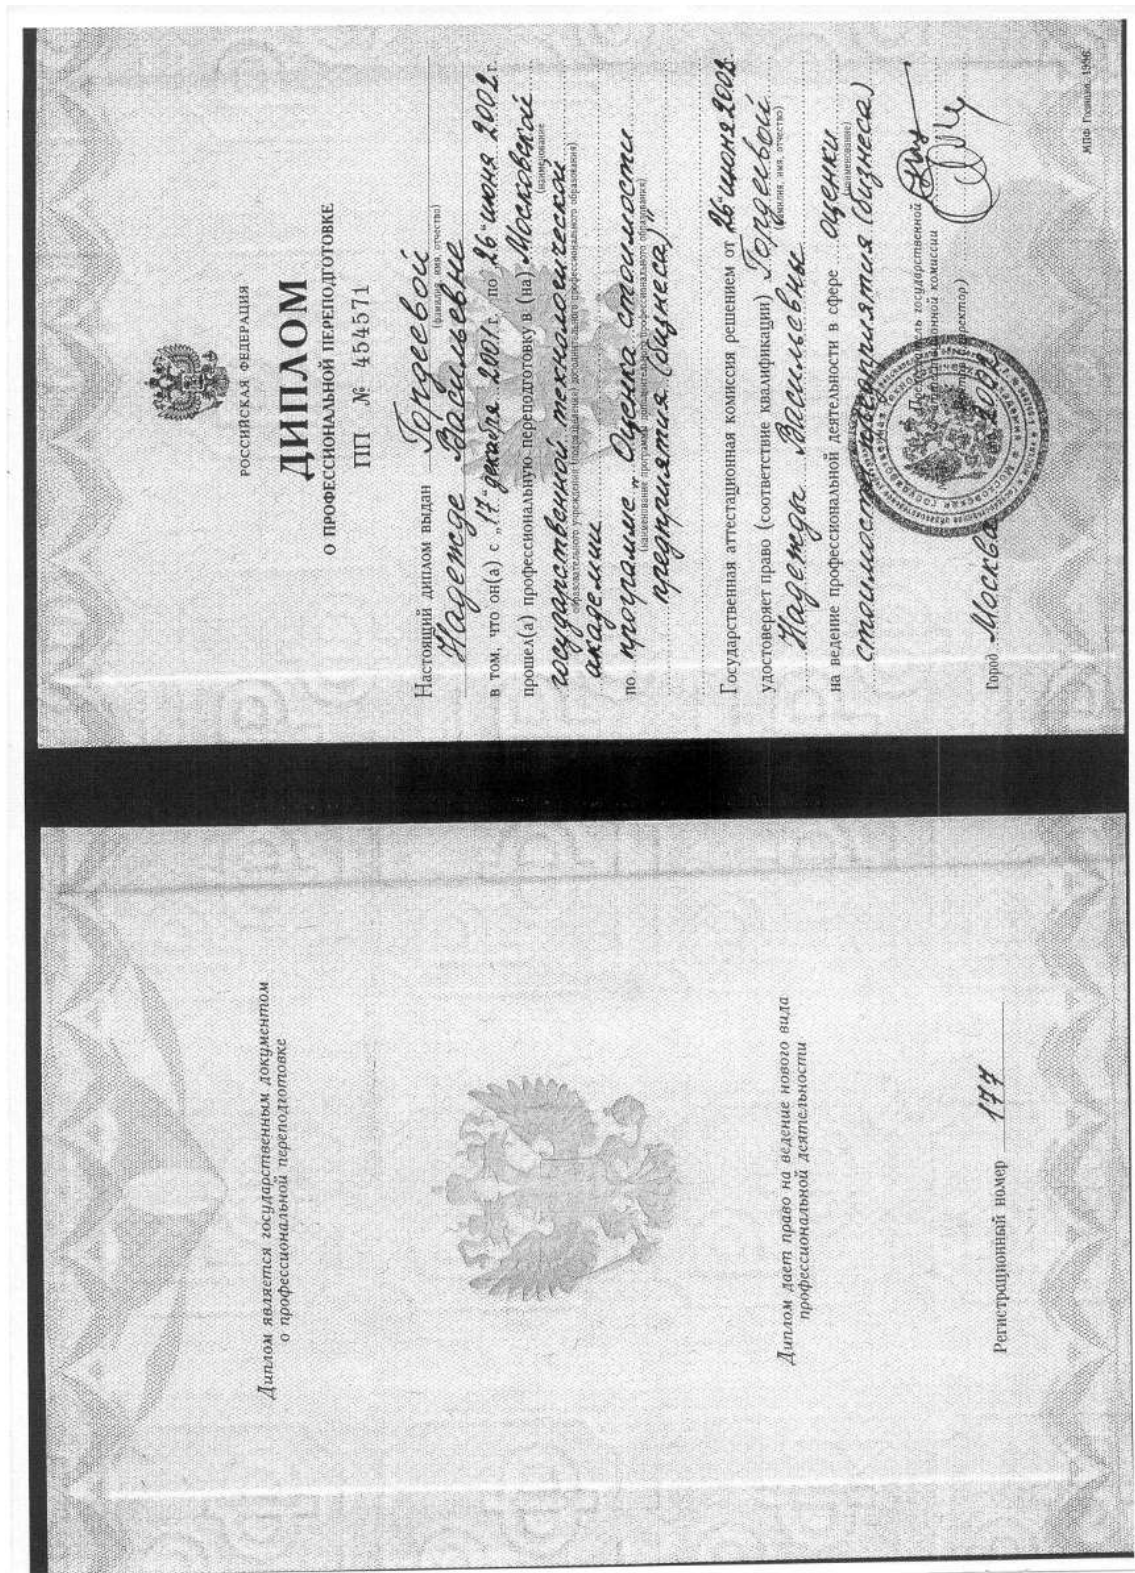 Диплом является государственным документом
о профессиональной переподготовке
Диплом дает право на ведение нового вида
профессиональной деятельности
Регистрационный номер 177
РОССИЙСКАЯ ФЕДЕРАЦИЯ
ДИПЛОМ
О ПРОФЕССИОНАЛЬНОЙ ПЕРЕПОДГОТОВКЕ
ПП № 454571
Настоящий диплом выдан Гордеевой
(фамилия, имя, отчество)
Надежде Васильевне
в том, что он(а) с „17“ декабря 2001 г. по „26“ июня 2002 г.
прошел(а) профессиональную переподготовку в (на) Московской
(наименование
государственной технологической
образовательного учреждения (подразделения) дополнительного профессионального образования)
академии
по программе „Оценка стоимости
(наименование программы дополнительного профессионального образования)
предприятия (бизнеса)“
Государственная аттестационная комиссия решением от „26“ июня 2002
удостоверяет право (соответствие квалификации) Гордеевой
(фамилия, имя, отчество)
Надежды Васильевны
на ведение профессиональной деятельности в сфере оценки
(наименование)
стоимости предприятия (бизнеса)
Председатель государственной
аттестационной комиссии
Ректор (директор)
Город Москва 2002
МПФ Гознака. 1996.